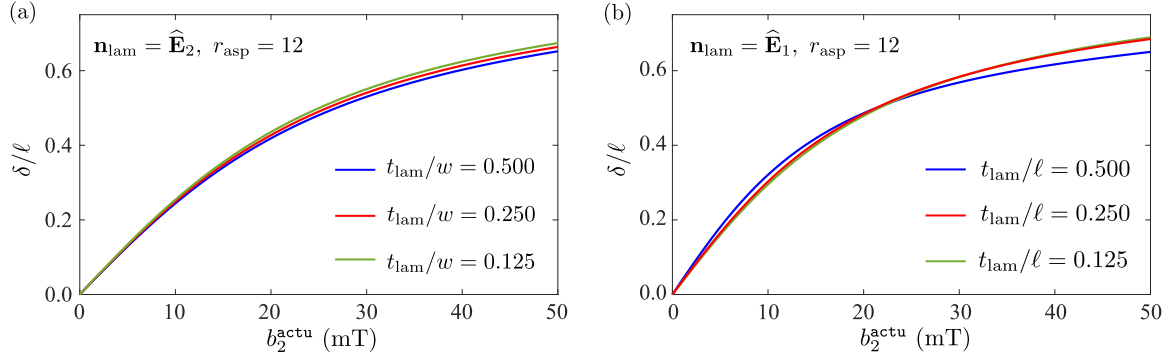 (a)
n_lam = Ê_2, r_asp = 12
δ/ℓ
0.6
0.4
0.2
0.0
t_lam/w = 0.500
t_lam/w = 0.250
t_lam/w = 0.125
0 10 20 30 40 50
b_2^actu (mT)
(b)
n_lam = Ê_1, r_asp = 12
δ/ℓ
0.6
0.4
0.2
0.0
t_lam/ℓ = 0.500
t_lam/ℓ = 0.250
t_lam/ℓ = 0.125
0 10 20 30 40 50
b_2^actu (mT)